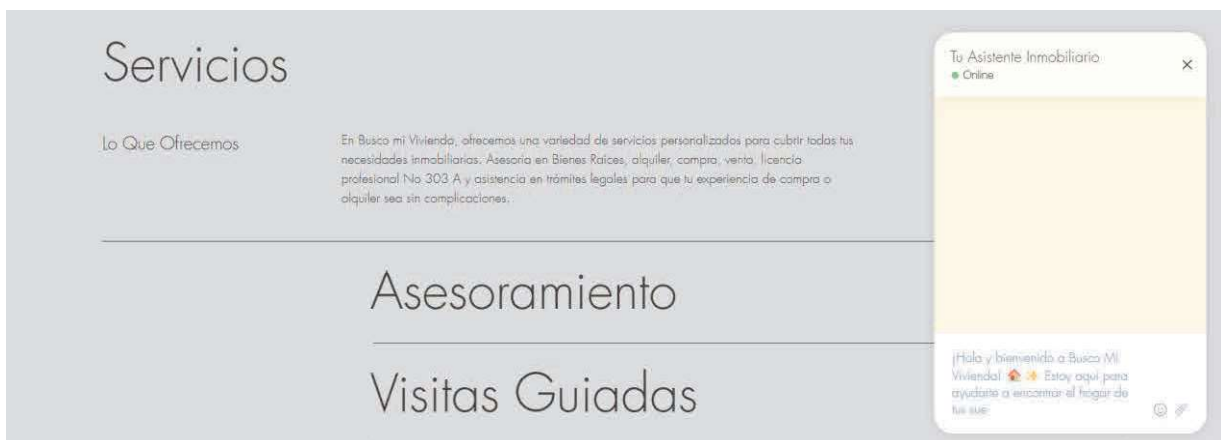 Servicios
Lo Que Ofrecemos
En Busco mi Vivienda, ofrecemos una variedad de servicios personalizados para cubrir todas tus
necesidades inmobiliarias. Asesoría en Bienes Raíces, alquiler, compra, venta, licencia
profesional No 303 A y asistencia en trámites legales para que tu experiencia de compra o
alquiler sea sin complicaciones.
Asesoramiento
Visitas Guiadas
Tu Asistente Inmobiliario
Online
¡Hola y bienvenido a Busco Mi
Vivienda! 🏠 ✨ Estoy aquí para
ayudarte a encontrar el hogar de
tus sue